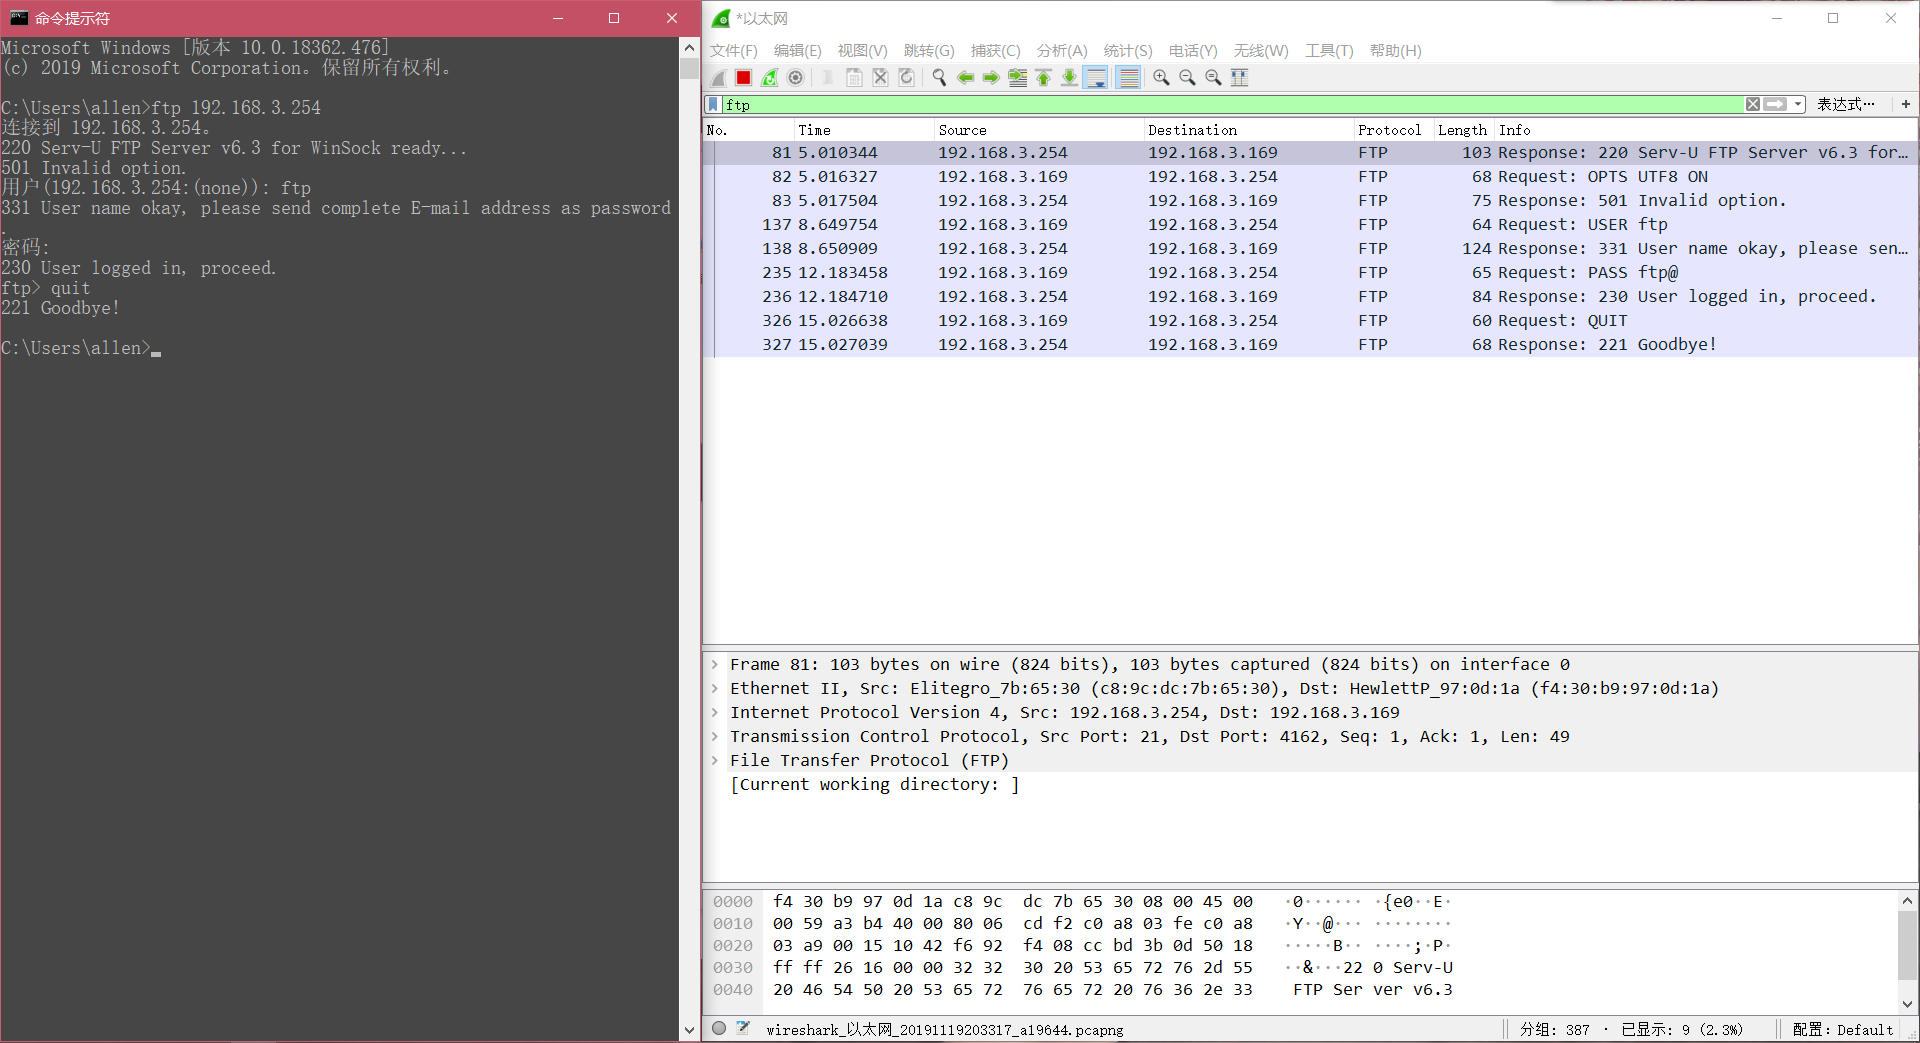 命令提示符
Microsoft Windows [版本 10.0.18362.476]
(c) 2019 Microsoft Corporation。保留所有权利。
C:\Users\allen>ftp 192.168.3.254
连接到 192.168.3.254。
220 Serv-U FTP Server v6.3 for WinSock ready...
501 Invalid option.
用户(192.168.3.254:(none)): ftp
331 User name okay, please send complete E-mail address as password
.
密码:
230 User logged in, proceed.
ftp> quit
221 Goodbye!
C:\Users\allen>
*以太网
文件(F) 编辑(E) 视图(V) 跳转(G) 捕获(C) 分析(A) 统计(S) 电话(Y) 无线(W) 工具(T) 帮助(H)
ftp 表达式… +
No. Time Source Destination Protocol Length Info
81 5.010344 192.168.3.254 192.168.3.169 FTP 103 Response: 220 Serv-U FTP Server v6.3 for…
82 5.016327 192.168.3.169 192.168.3.254 FTP 68 Request: OPTS UTF8 ON
83 5.017504 192.168.3.254 192.168.3.169 FTP 75 Response: 501 Invalid option.
137 8.649754 192.168.3.169 192.168.3.254 FTP 64 Request: USER ftp
138 8.650909 192.168.3.254 192.168.3.169 FTP 124 Response: 331 User name okay, please sen…
235 12.183458 192.168.3.169 192.168.3.254 FTP 65 Request: PASS ftp@
236 12.184710 192.168.3.254 192.168.3.169 FTP 84 Response: 230 User logged in, proceed.
326 15.026638 192.168.3.169 192.168.3.254 FTP 60 Request: QUIT
327 15.027039 192.168.3.254 192.168.3.169 FTP 68 Response: 221 Goodbye!
Frame 81: 103 bytes on wire (824 bits), 103 bytes captured (824 bits) on interface 0
Ethernet II, Src: Elitegro_7b:65:30 (c8:9c:dc:7b:65:30), Dst: HewlettP_97:0d:1a (f4:30:b9:97:0d:1a)
Internet Protocol Version 4, Src: 192.168.3.254, Dst: 192.168.3.169
Transmission Control Protocol, Src Port: 21, Dst Port: 4162, Seq: 1, Ack: 1, Len: 49
File Transfer Protocol (FTP)
[Current working directory: ]
0000 f4 30 b9 97 0d 1a c8 9c dc 7b 65 30 08 00 45 00 ·0······ ·{e0··E·
0010 00 59 a3 b4 40 00 80 06 cd f2 c0 a8 03 fe c0 a8 ·Y··@··· ········
0020 03 a9 00 15 10 42 f6 92 f4 08 cc bd 3b 0d 50 18 ·····B·· ····;·P·
0030 ff ff 26 16 00 00 32 32 30 20 53 65 72 76 2d 55 ··&···22 0 Serv-U
0040 20 46 54 50 20 53 65 72 76 65 72 20 76 36 2e 33 FTP Ser ver v6.3
wireshark_以太网_20191119203317_a19644.pcapng 分组: 387 · 已显示: 9 (2.3%) 配置: Default